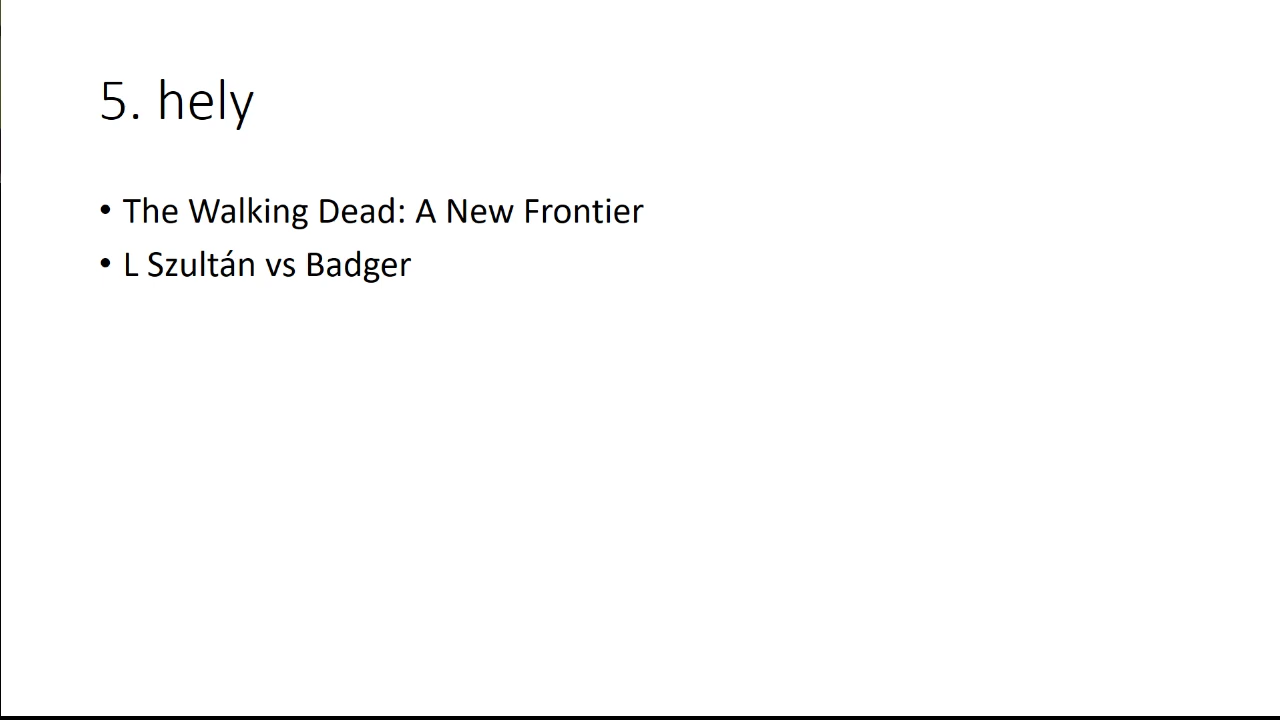 5. hely
• The Walking Dead: A New Frontier
• L Szultán vs Badger